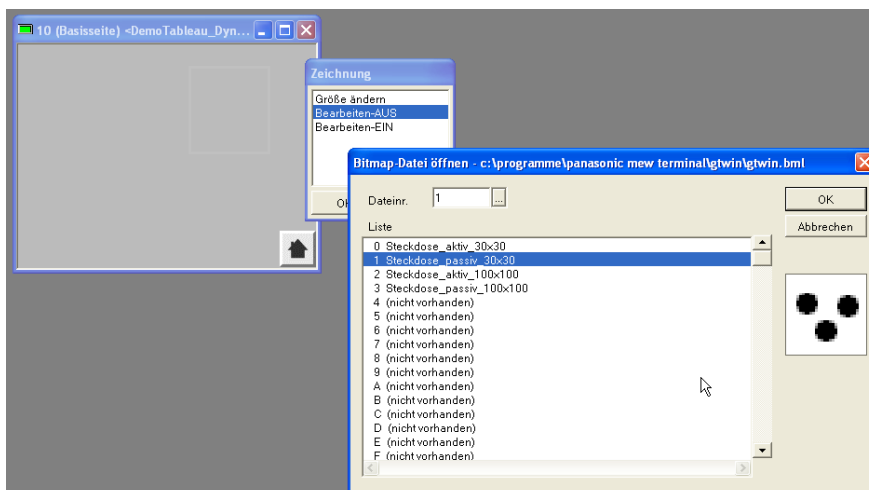 10 (Basisseite) <DemoTableau_Dyn...
Zeichnung
Größe ändern
Bearbeiten-AUS
Bearbeiten-EIN
Bitmap-Datei öffnen - c:\programme\panasonic mew terminal\gtwin\gtwin.bml
Dateinr. 1 ...
OK
Abbrechen
Liste
0 Steckdose_aktiv_30x30
1 Steckdose_passiv_30x30
2 Steckdose_aktiv_100x100
3 Steckdose_passiv_100x100
4 (nicht vorhanden)
5 (nicht vorhanden)
6 (nicht vorhanden)
7 (nicht vorhanden)
8 (nicht vorhanden)
9 (nicht vorhanden)
A (nicht vorhanden)
B (nicht vorhanden)
C (nicht vorhanden)
D (nicht vorhanden)
E (nicht vorhanden)
F (nicht vorhanden)